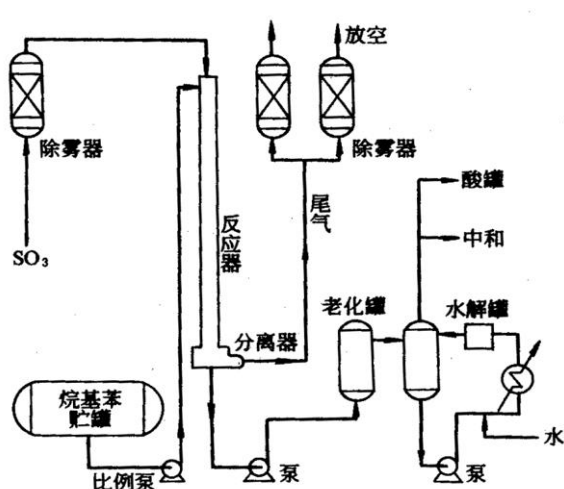 放空
除雾器
除雾器
酸罐
尾气
中和
SO₃
反应器
老化罐
水解罐
分离器
烷基苯
贮罐
水
比例泵
泵
泵